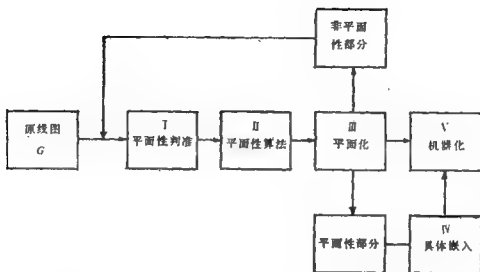 非平面
性部分
原线图
G
I
平面性判准
II
平面性算法
III
平面化
V
机器化
平面性部分
IV
具体嵌入